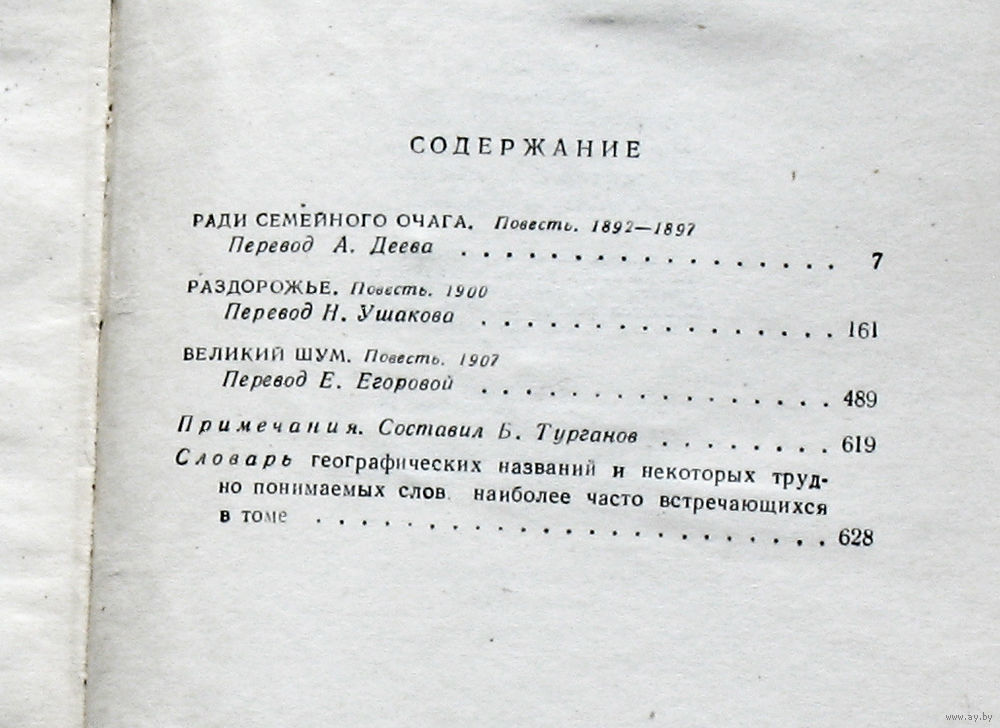 СОДЕРЖАНИЕ
РАДИ СЕМЕЙНОГО ОЧАГА. Повесть. 1892—1897
Перевод А. Деева . . . . . . . . . . . . . . . . . 7
РАЗДОРОЖЬЕ. Повесть. 1900
Перевод Н. Ушакова . . . . . . . . . . . . . . . . 161
ВЕЛИКИЙ ШУМ. Повесть. 1907
Перевод Е. Егоровой . . . . . . . . . . . . . . . . 489
Примечания. Составил Б. Турганов . . . . . . . . 619
Словарь географических названий и некоторых труд-
но понимаемых слов, наиболее часто встречающихся
в томе . . . . . . . . . . . . . . . . . . . . . . . 628
www.ay.by